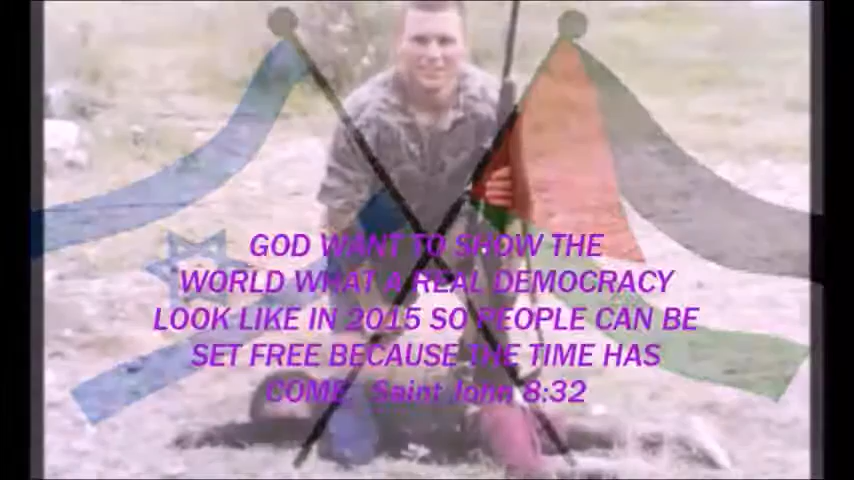 GOD WANT TO SHOW THE
WORLD WHAT A REAL DEMOCRACY
LOOK LIKE IN 2015 SO PEOPLE CAN BE
SET FREE BECAUSE THE TIME HAS
COME. Saint John 8:32